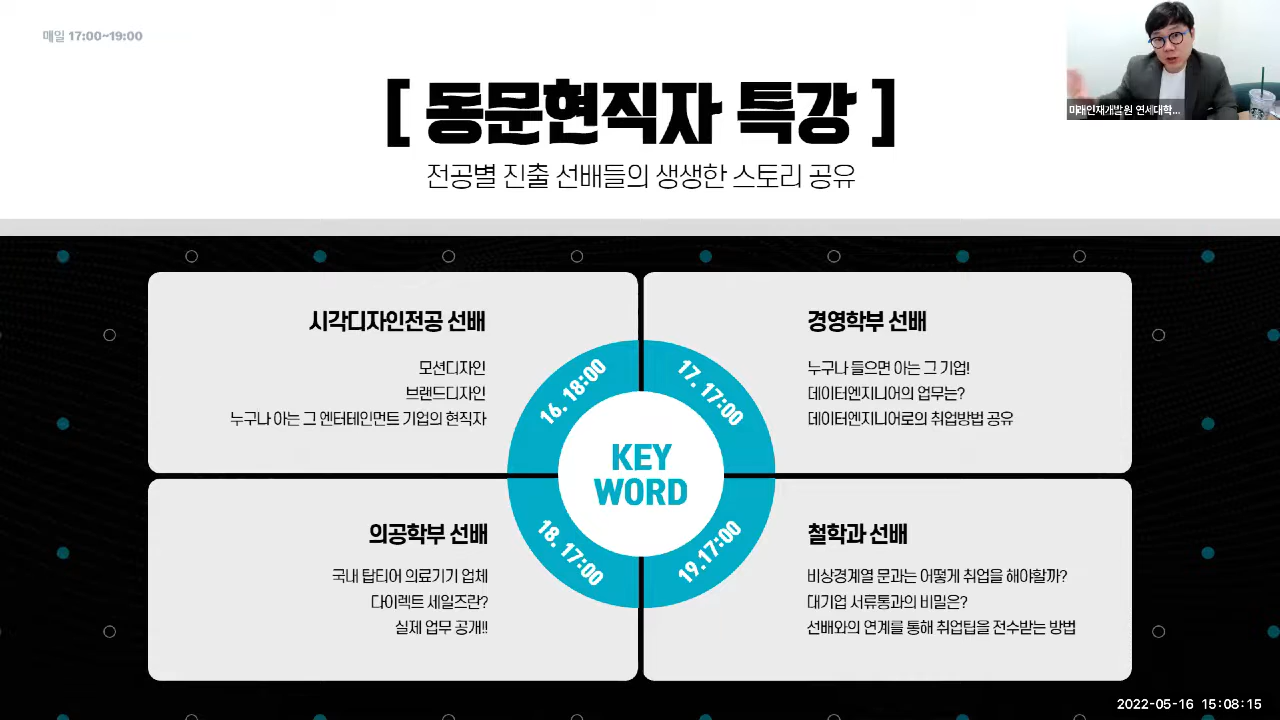 매일 17:00~19:00
[ 동문현직자 특강 ]
전공별 진출 선배들의 생생한 스토리 공유
미래인재개발원 연세대학...
시각디자인전공 선배
모션디자인
브랜드디자인
누구나 아는 그 엔터테인먼트 기업의 현직자
16. 18:00
경영학부 선배
누구나 들으면 아는 그 기업!
데이터엔지니어의 업무는?
데이터엔지니어로의 취업방법 공유
17. 17:00
KEY
WORD
의공학부 선배
국내 탑티어 의료기기 업체
다이렉트 세일즈란?
실제 업무 공개!!
18. 17:00
철학과 선배
비상경계열 문과는 어떻게 취업을 해야할까?
대기업 서류통과의 비밀은?
선배와의 연계를 통해 취업팁을 전수받는 방법
19.17:00
2022-05-16 15:08:15